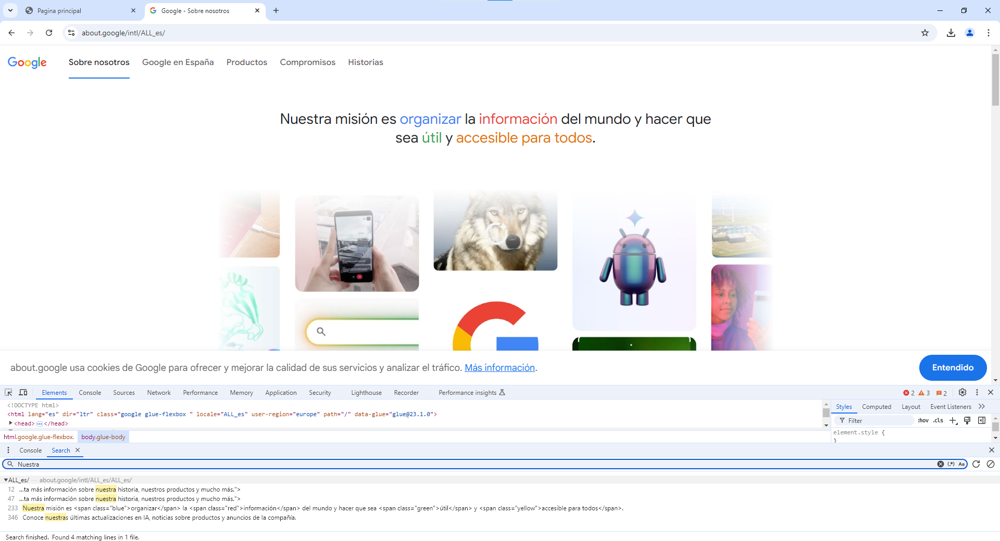 Pagina principal
Google - Sobre nosotros
about.google/intl/ALL_es/
Google
Sobre nosotros
Google en España
Productos
Compromisos
Historias
Nuestra misión es organizar la información del mundo y hacer que
sea útil y accesible para todos.
about.google usa cookies de Google para ofrecer y mejorar la calidad de sus servicios y analizar el tráfico. Más información.
Entendido
Elements
Console
Sources
Network
Performance
Memory
Application
Security
Lighthouse
Recorder
Performance insights
2
3
2
<!DOCTYPE html>
<html lang="es" dir="ltr" class="google glue-flexbox " locale="ALL_es" user-region="europe" path="/" data-glue="glue@23.1.0">
<head> … </head>
html.google.glue-flexbox.
body.glue-body
Styles
Computed
Layout
Event Listeners
Filter
:hov
.cls
element.style {
}
Console
Search
Nuestra
(.*)
Aa
ALL_es/ — about.google/intl/ALL_es/ALL_es/
12 …ta más información sobre nuestra historia, nuestros productos y mucho más.">
47 …ta más información sobre nuestra historia, nuestros productos y mucho más.">
233 Nuestra misión es <span class="blue">organizar</span> la <span class="red">información</span> del mundo y hacer que sea <span class="green">útil</span> y <span class="yellow">accesible para todos</span>.
346 Conoce nuestras últimas actualizaciones en IA, noticias sobre productos y anuncios de la compañía.
Search finished. Found 4 matching lines in 1 file.